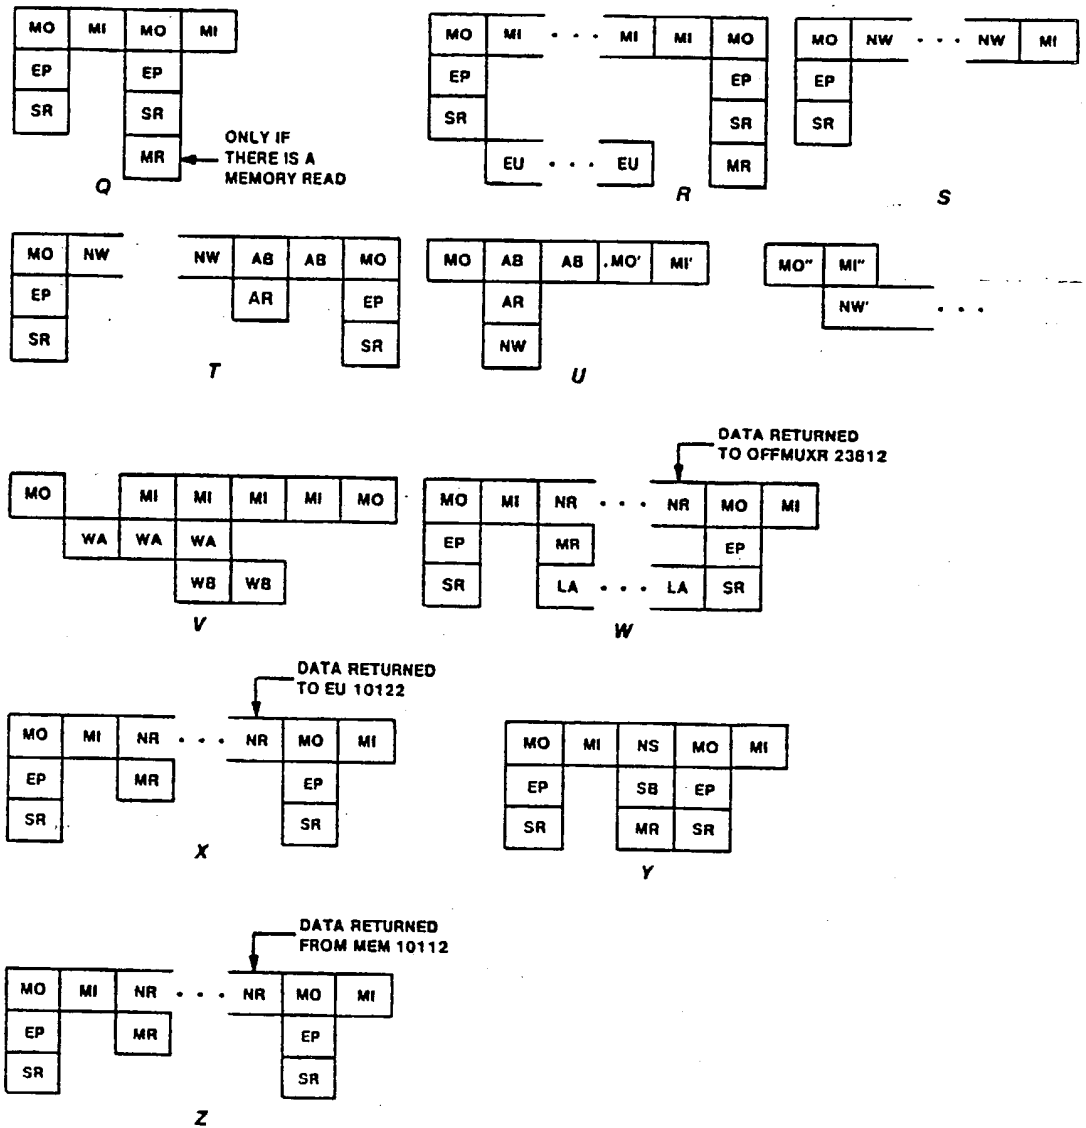 MO MI MO MI
EP EP
SR SR
MR
ONLY IF
THERE IS A
MEMORY READ
Q
MO MI • • • MI MI MO
EP EP
SR SR
EU • • • EU MR
R
MO NW • • • NW MI
EP
SR
S
MO NW NW AB AB MO
EP AR EP
SR SR
T
MO AB AB .MO' MI'
AR
NW
U
MO" MI"
NW' • • •
MO MI MI MI MI MO
WA WA WA
WB WB
V
DATA RETURNED
TO OFFMUXR 23812
MO MI NR • • • NR MO MI
EP MR EP
SR LA • • • LA SR
W
DATA RETURNED
TO EU 10122
MO MI NR • • • NR MO MI
EP MR EP
SR SR
X
MO MI NS MO MI
EP SB EP
SR MR SR
Y
DATA RETURNED
FROM MEM 10112
MO MI NR • • • NR MO MI
EP MR EP
SR SR
Z